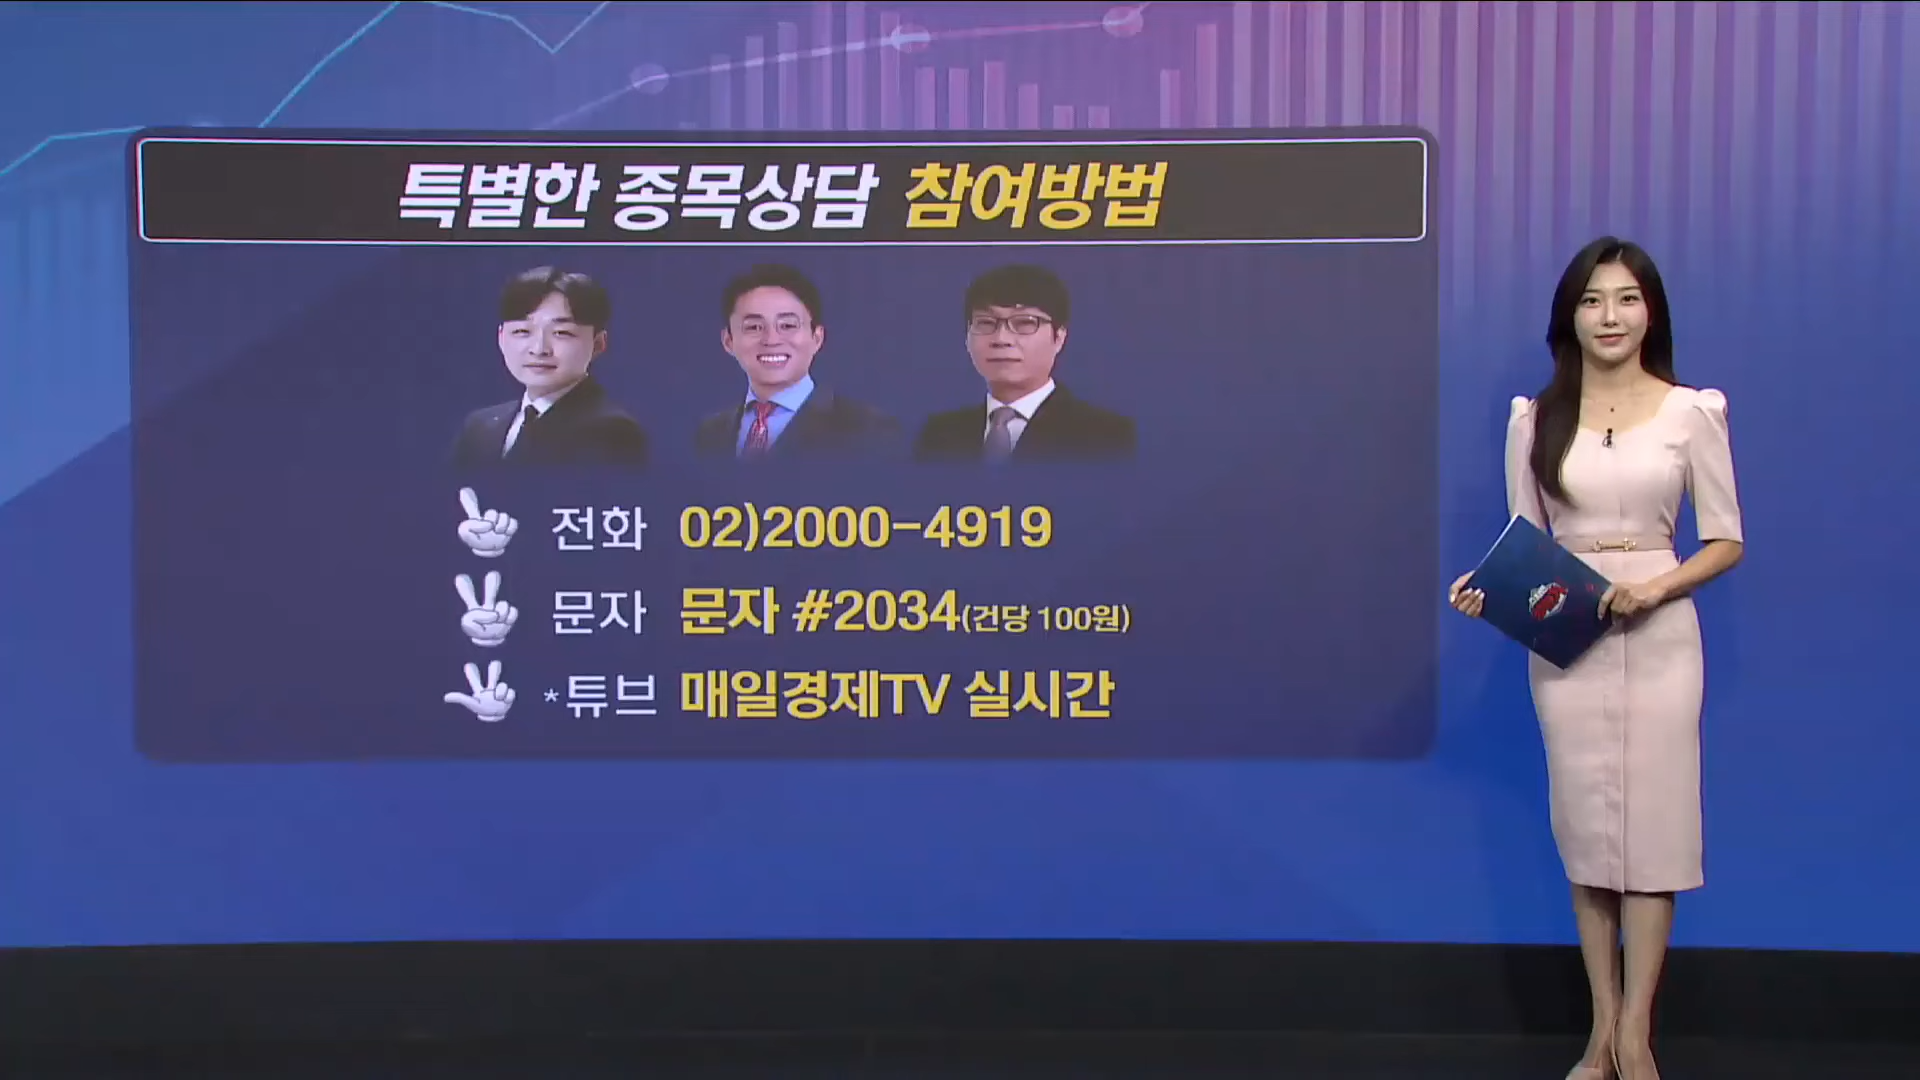 특별한 종목상담 참여방법
전화 02)2000-4919
문자 문자 #2034(건당 100원)
*튜브 매일경제TV 실시간